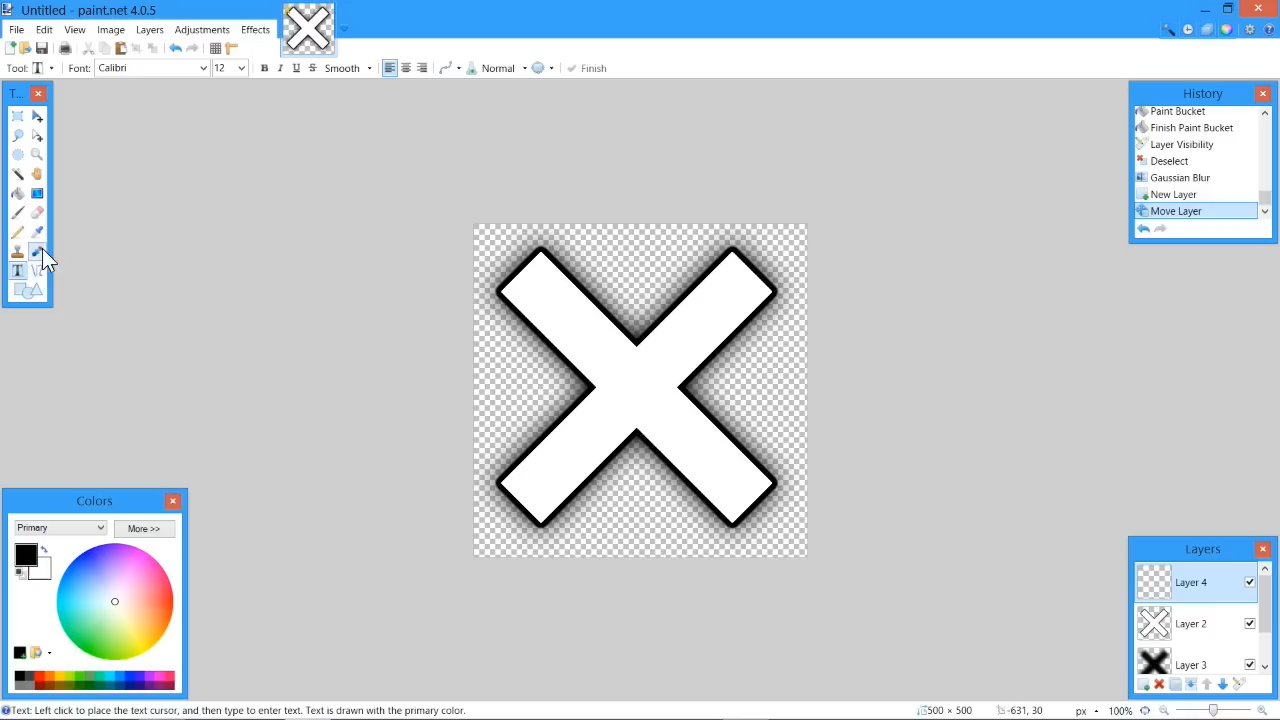 Untitled - paint.net 4.0.5
File Edit View Image Layers Adjustments Effects
Tool: T Font: Calibri 12 B I U S Smooth Normal Finish
T...
History
Paint Bucket
Finish Paint Bucket
Layer Visibility
Deselect
Gaussian Blur
New Layer
Move Layer
Colors
Primary More >>
Layers
Layer 4
Layer 2
Layer 3
Text: Left click to place the text cursor, and then type to enter text. Text is drawn with the primary color. 500 × 500 -631, 30 px 100%